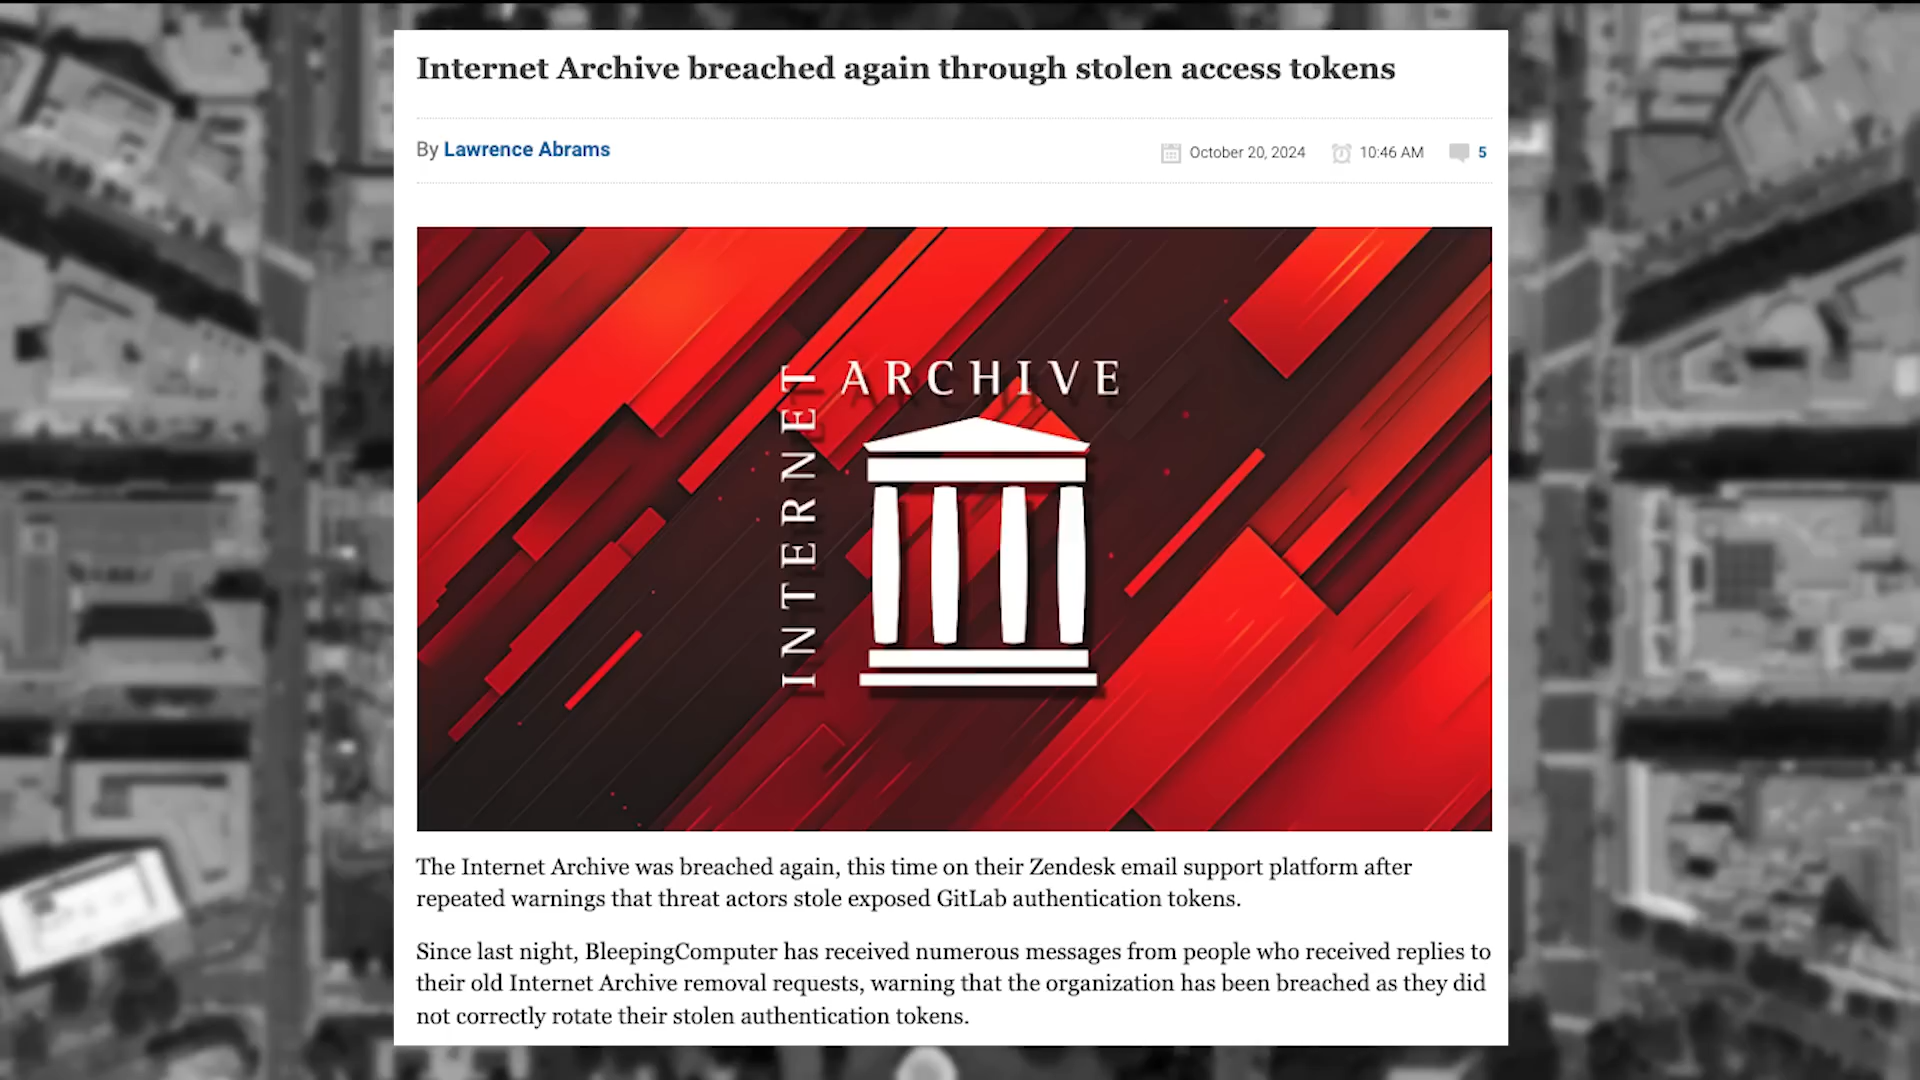 Internet Archive breached again through stolen access tokens
By Lawrence Abrams
October 20, 2024 10:46 AM 5
INTERNET ARCHIVE
The Internet Archive was breached again, this time on their Zendesk email support platform after
repeated warnings that threat actors stole exposed GitLab authentication tokens.
Since last night, BleepingComputer has received numerous messages from people who received replies to
their old Internet Archive removal requests, warning that the organization has been breached as they did
not correctly rotate their stolen authentication tokens.